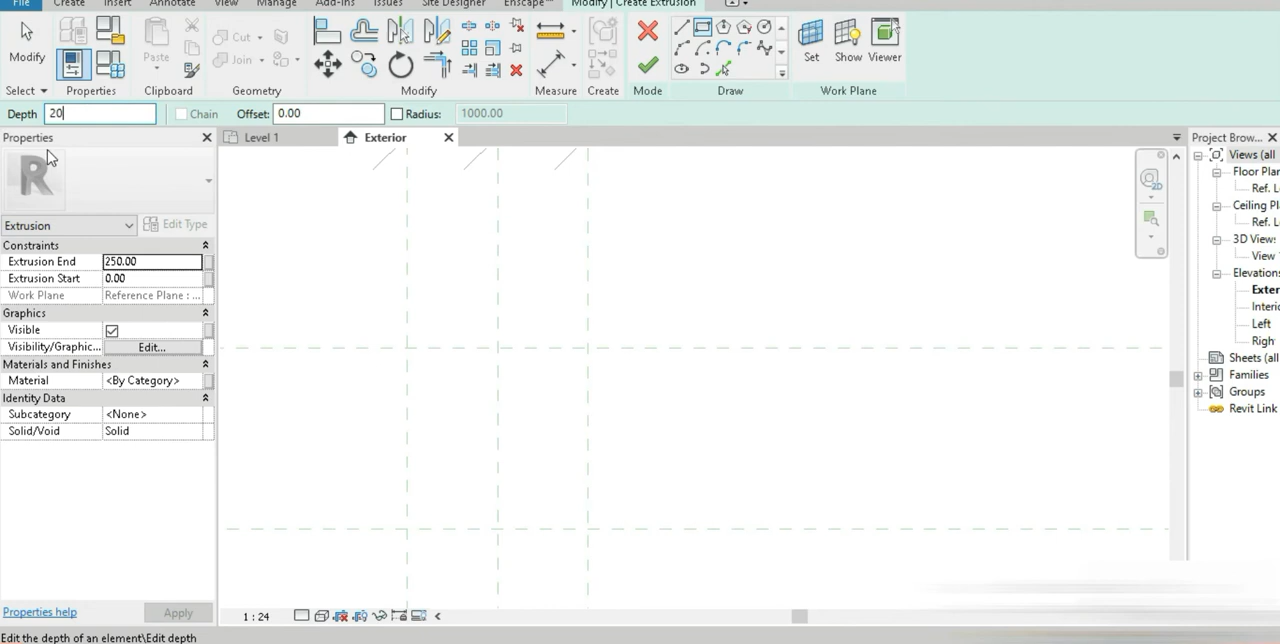 File Create Insert Annotate View Manage Add-Ins Issues Site Designer Enscape™ Modify | Create Extrusion
Modify Paste Cut Join Set Show Viewer
Select Properties Clipboard Geometry Modify Measure Create Mode Draw Work Plane
Depth 20 Chain Offset: 0.00 Radius: 1000.00
Properties Level 1 Exterior Project Brow...
R
2D
Views (all
Floor Plan
Ref. L
Ceiling Pl
Ref. L
3D View:
View
Elevations
Exter
Interio
Left
Righ
Sheets (all
Families
Groups
Revit Link
Extrusion Edit Type
Constraints
Extrusion End 250.00
Extrusion Start 0.00
Work Plane Reference Plane : ...
Graphics
Visible
Visibility/Graphic... Edit...
Materials and Finishes
Material <By Category>
Identity Data
Subcategory <None>
Solid/Void Solid
Properties help Apply 1 : 24
Edit the depth of an element\Edit depth